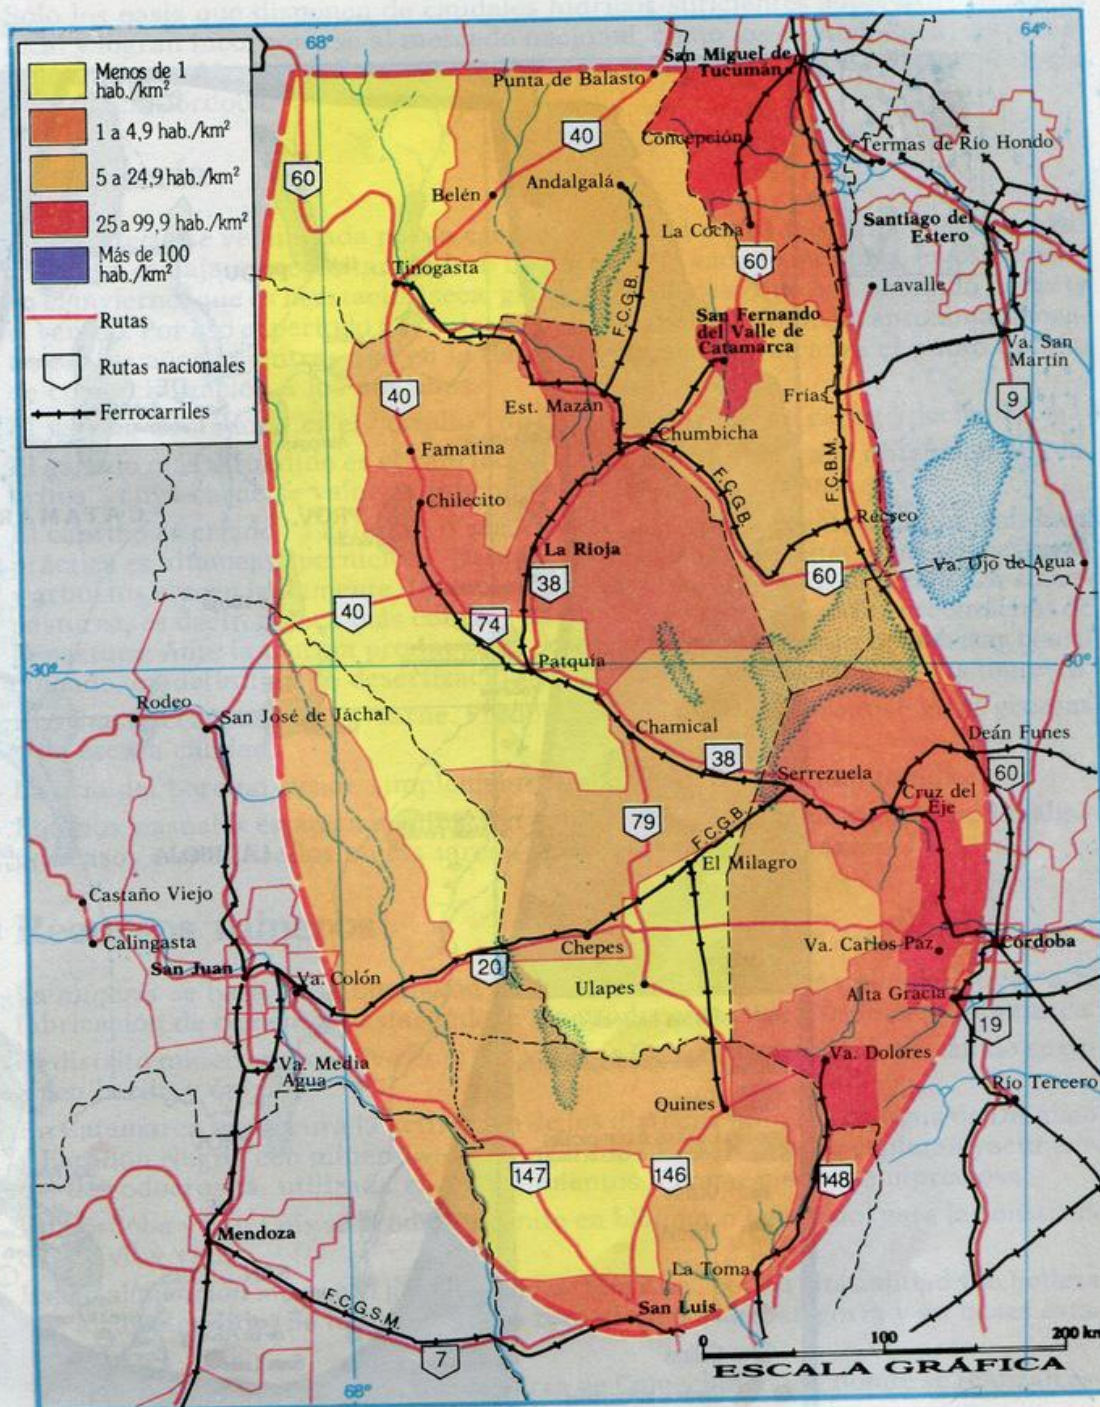 68°
64°
Menos de 1
hab./km²
1 a 4,9 hab./km²
5 a 24,9 hab./km²
25 a 99,9 hab./km²
Más de 100
hab./km²
Rutas
Rutas nacionales
Ferrocarriles
San Miguel de
Tucumán
Punta de Balasto
40
Concepción
Termas de Río Hondo
60
Andalgalá
Belén
La Cocha
Santiago del
Estero
60
Tinogasta
Lavalle
F.C.G.B.
San Fernando
del Valle de
Catamarca
Va. San
Martín
40
Est. Mazán
Frías
9
Chumbicha
Famatina
F.C.G.B.
F.C.B.M.
Chilecito
Recreo
La Rioja
38
60
Va. Ojo de Agua
40
74
30°
Patquía
30°
Rodeo
San José de Jáchal
Chamical
Deán Funes
38
Serrezuela
60
Cruz del
Eje
79
F.C.G.B.
El Milagro
Castaño Viejo
Calingasta
Chepes
Va. Carlos Paz
Córdoba
San Juan
Va. Colón
20
Ulapes
Alta Gracia
19
Va. Media
Agua
Va. Dolores
Río Tercero
Quines
147
146
148
Mendoza
La Toma
F.C.G.S.M.
San Luis
7
0
100
200 km
ESCALA GRÁFICA
68°